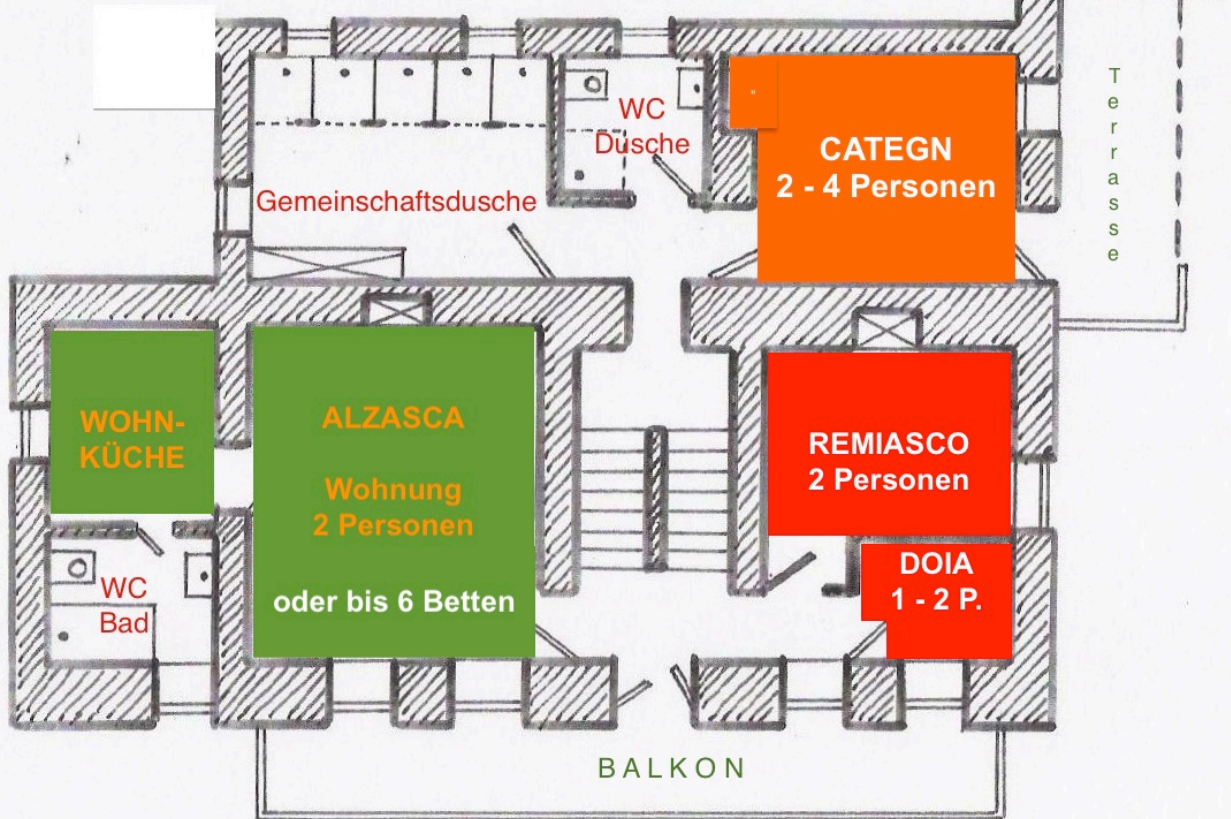 WC
Dusche
CATEGN
2 - 4 Personen
Terrasse
Gemeinschaftsdusche
WOHN-
KÜCHE
ALZASCA
Wohnung
2 Personen
oder bis 6 Betten
REMIASCO
2 Personen
DOIA
1 - 2 P.
WC
Bad
BALKON